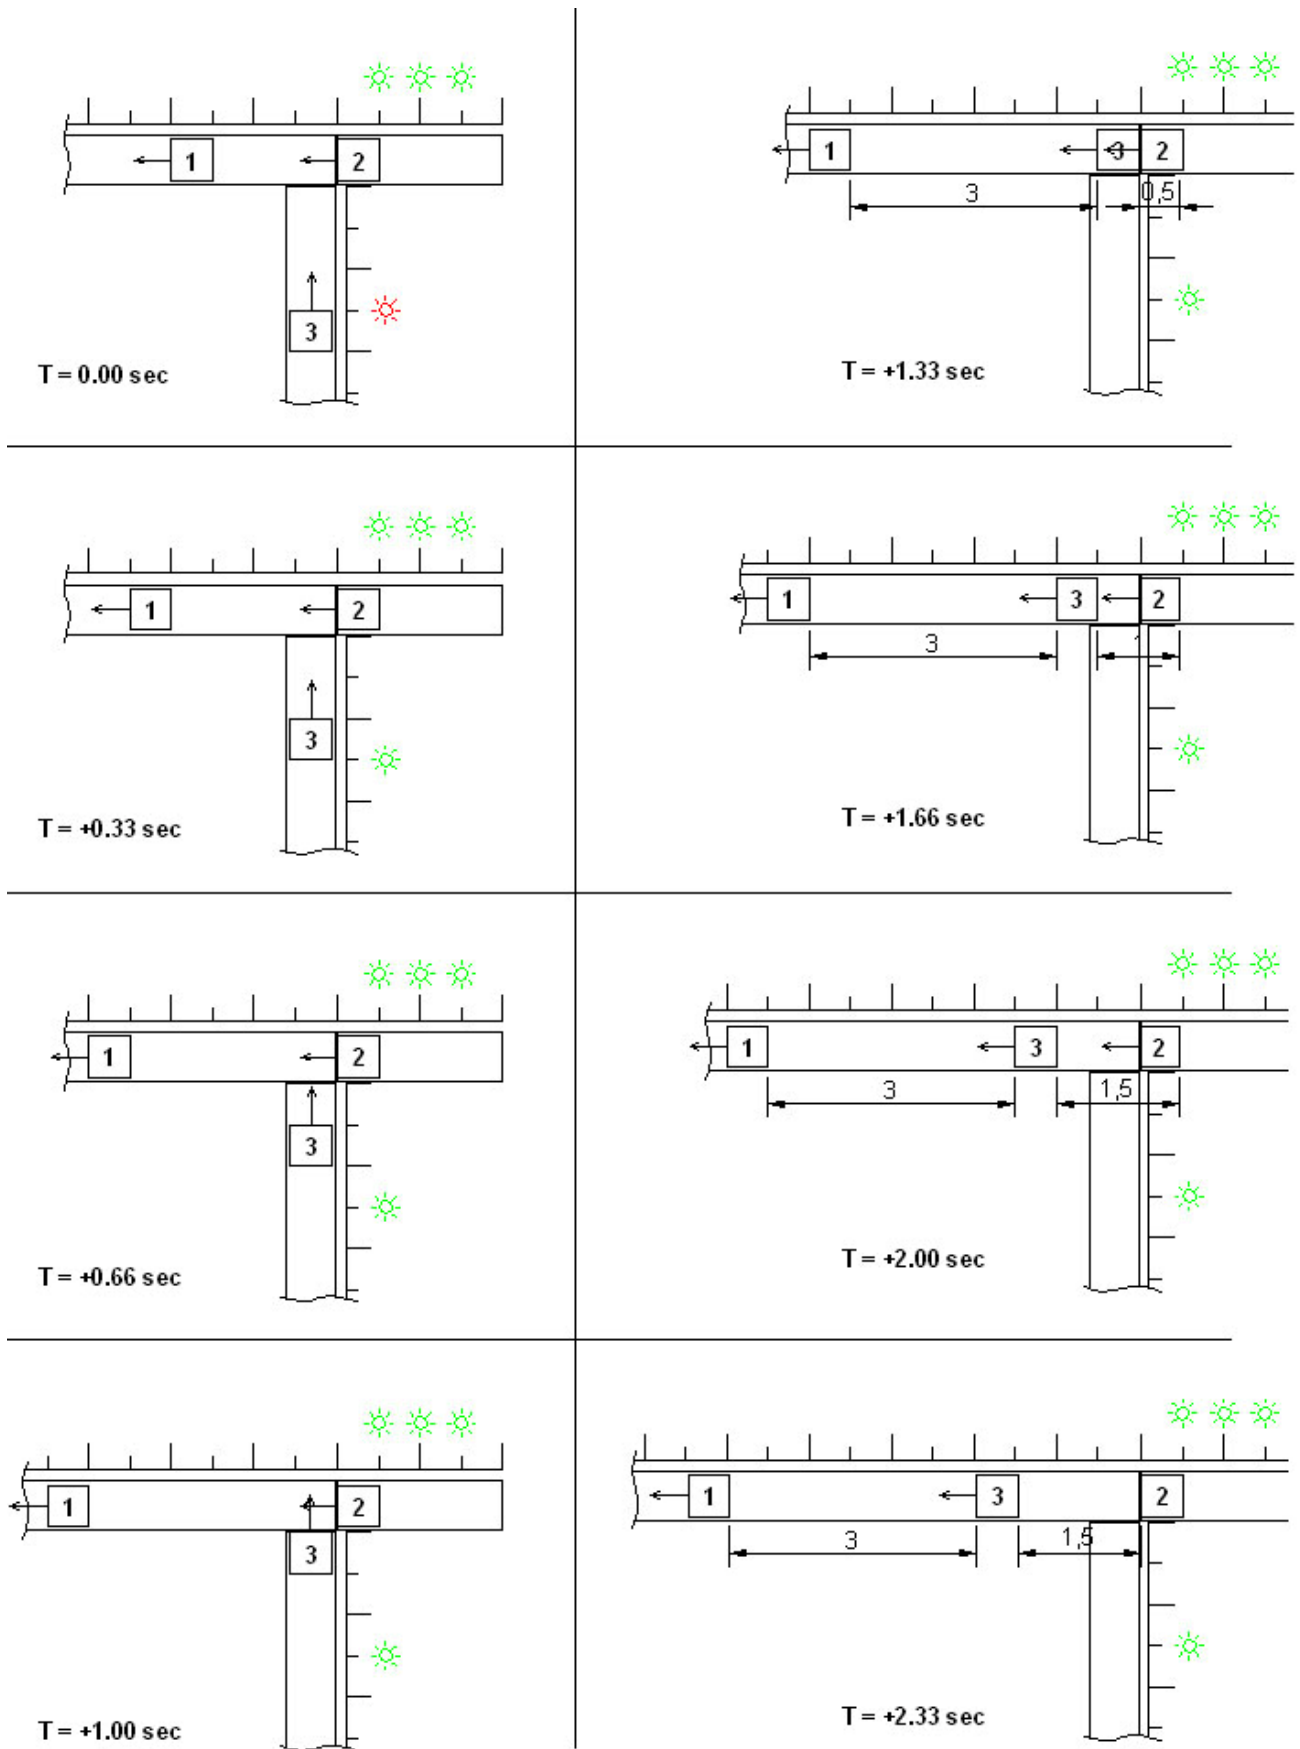 1 2
3
T = 0.00 sec
1 3 2
3 0,5
T = +1.33 sec
1 2
3
T = +0.33 sec
1 3 2
3
T = +1.66 sec
1 2
3
T = +0.66 sec
1 3 2
3 1,5
T = +2.00 sec
1 2
3
T = +1.00 sec
1 3 2
3 1,5
T = +2.33 sec